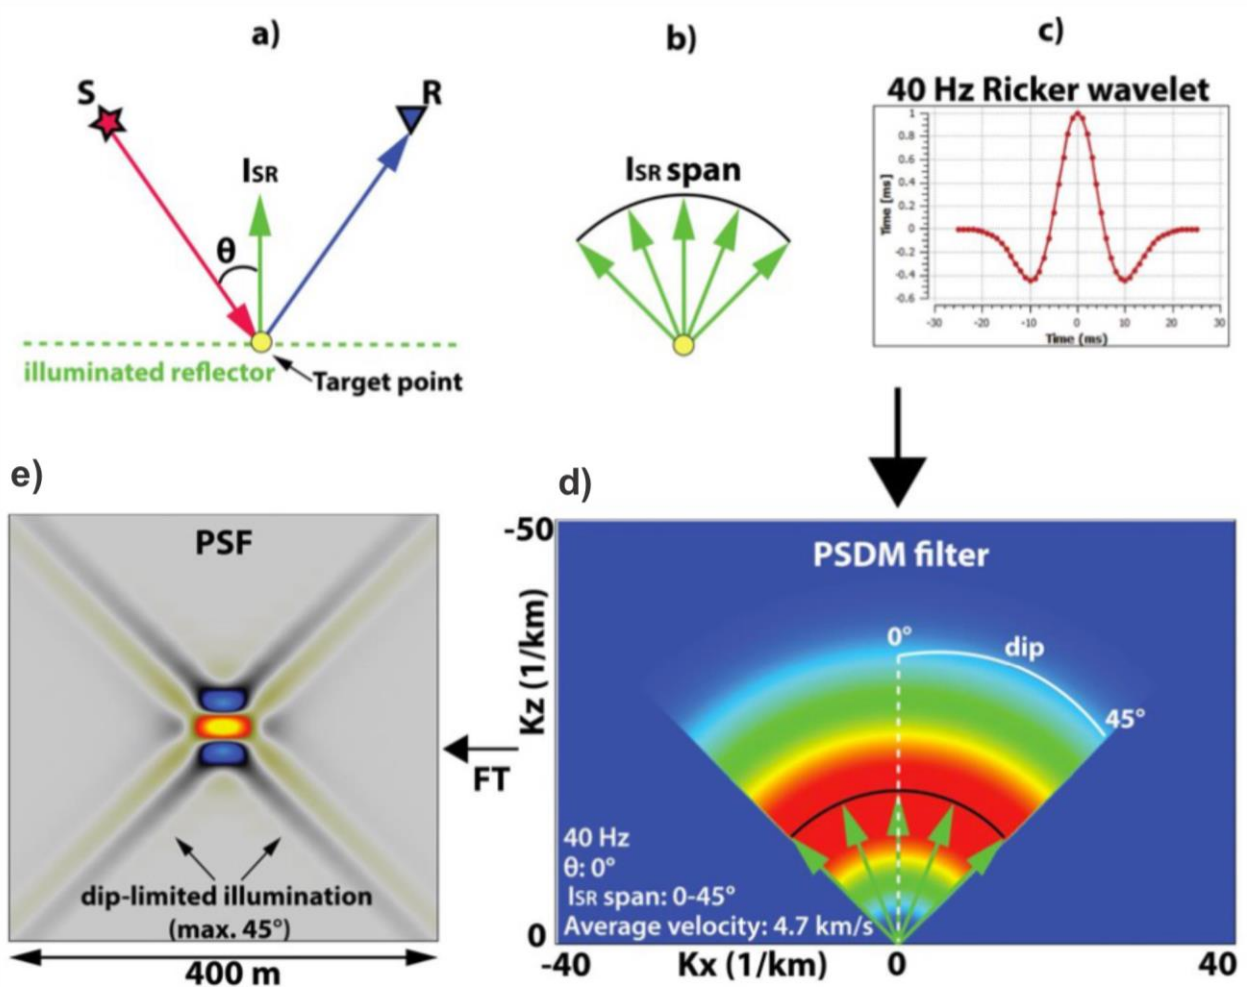 a)
S
R
ISR
θ
illuminated reflector
Target point
b)
ISR span
c)
40 Hz Ricker wavelet
1
0.8
0.6
0.4
0.2
0
-0.2
-0.4
-0.6
Time [ms]
-30 -20 -10 0 10 20 30
Time (ms)
e)
PSF
dip-limited illumination
(max. 45°)
400 m
FT
d)
-50
PSDM filter
0°
dip
45°
Kz (1/km)
40 Hz
θ: 0°
ISR span: 0-45°
Average velocity: 4.7 km/s
0
-40 Kx (1/km) 0 40